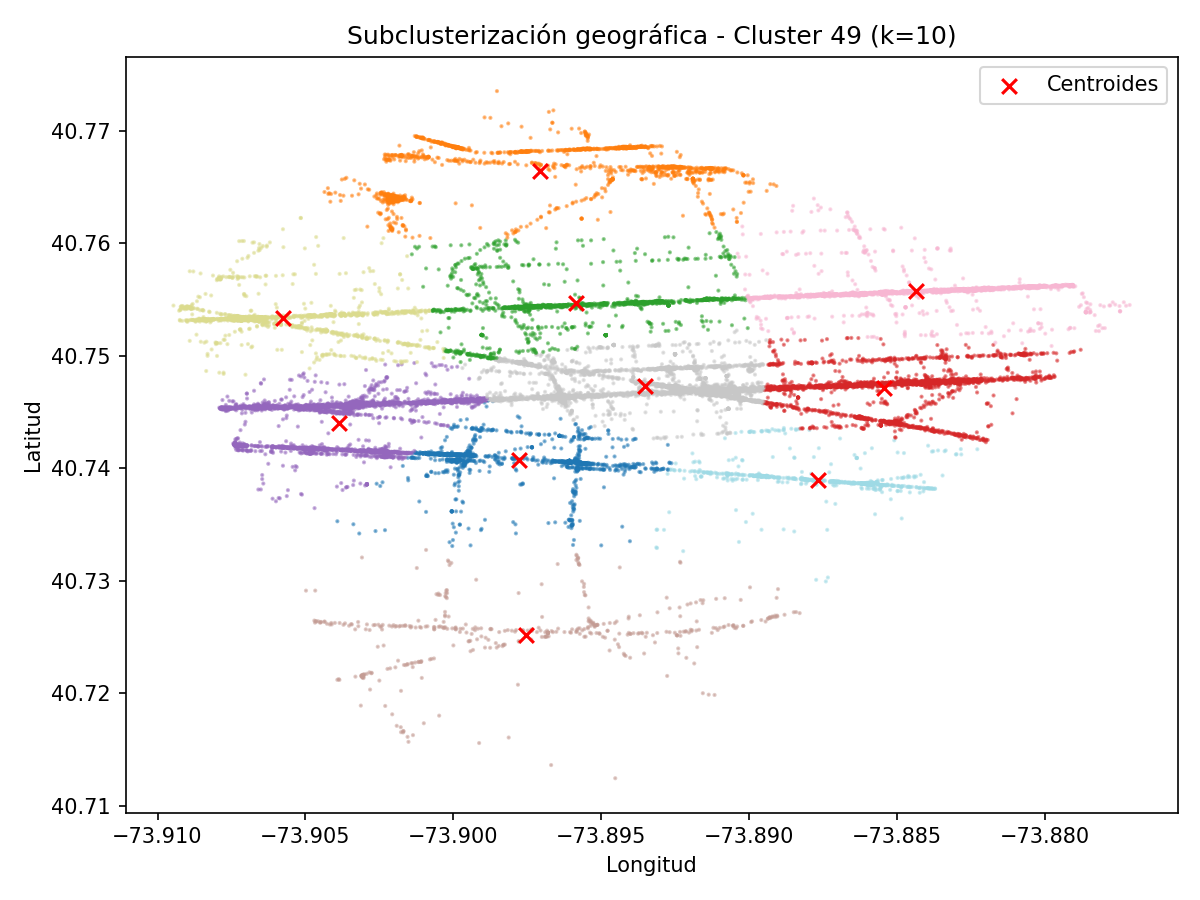 Subclusterización geográfica - Cluster 49 (k=10)
Centroides
40.77
40.76
40.75
40.74
40.73
40.72
40.71
Latitud
−73.910 −73.905 −73.900 −73.895 −73.890 −73.885 −73.880
Longitud